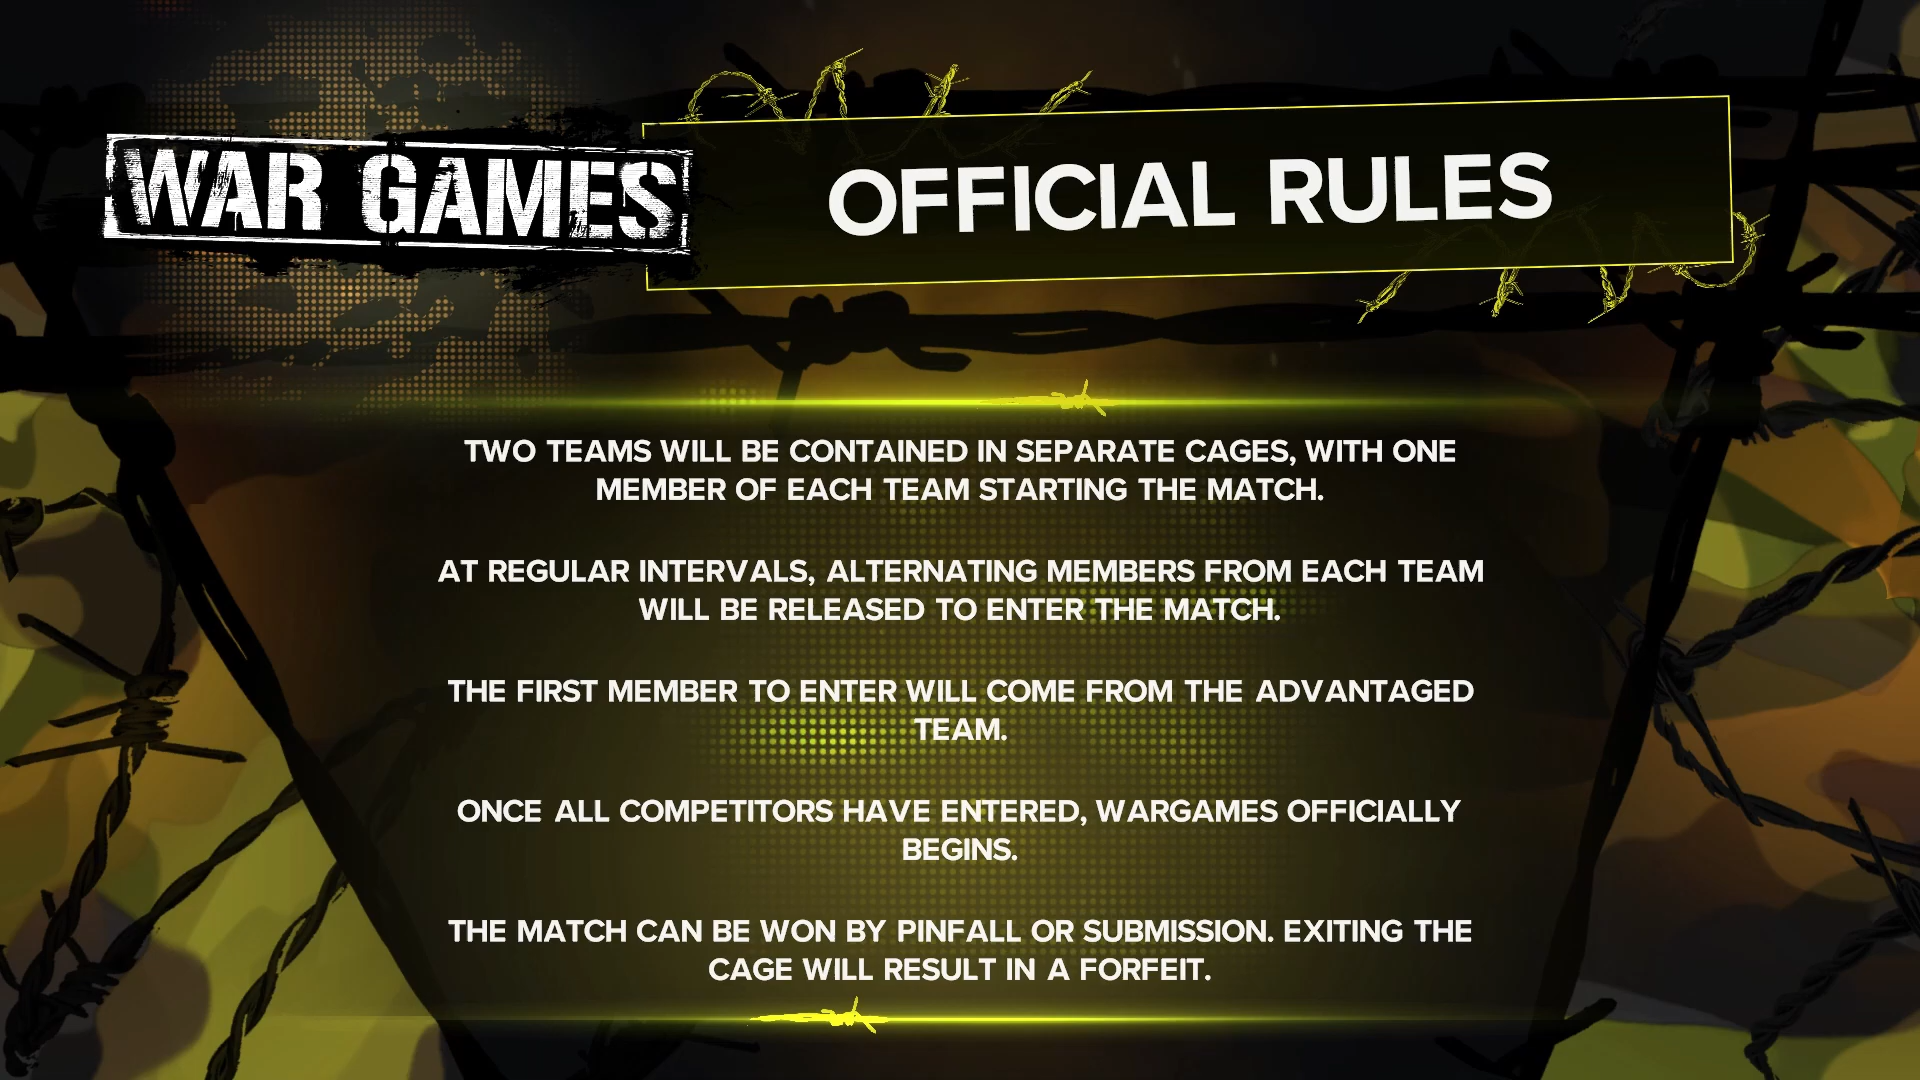 WAR GAMES
OFFICIAL RULES
TWO TEAMS WILL BE CONTAINED IN SEPARATE CAGES, WITH ONE
MEMBER OF EACH TEAM STARTING THE MATCH.
AT REGULAR INTERVALS, ALTERNATING MEMBERS FROM EACH TEAM
WILL BE RELEASED TO ENTER THE MATCH.
THE FIRST MEMBER TO ENTER WILL COME FROM THE ADVANTAGED
TEAM.
ONCE ALL COMPETITORS HAVE ENTERED, WARGAMES OFFICIALLY
BEGINS.
THE MATCH CAN BE WON BY PINFALL OR SUBMISSION. EXITING THE
CAGE WILL RESULT IN A FORFEIT.